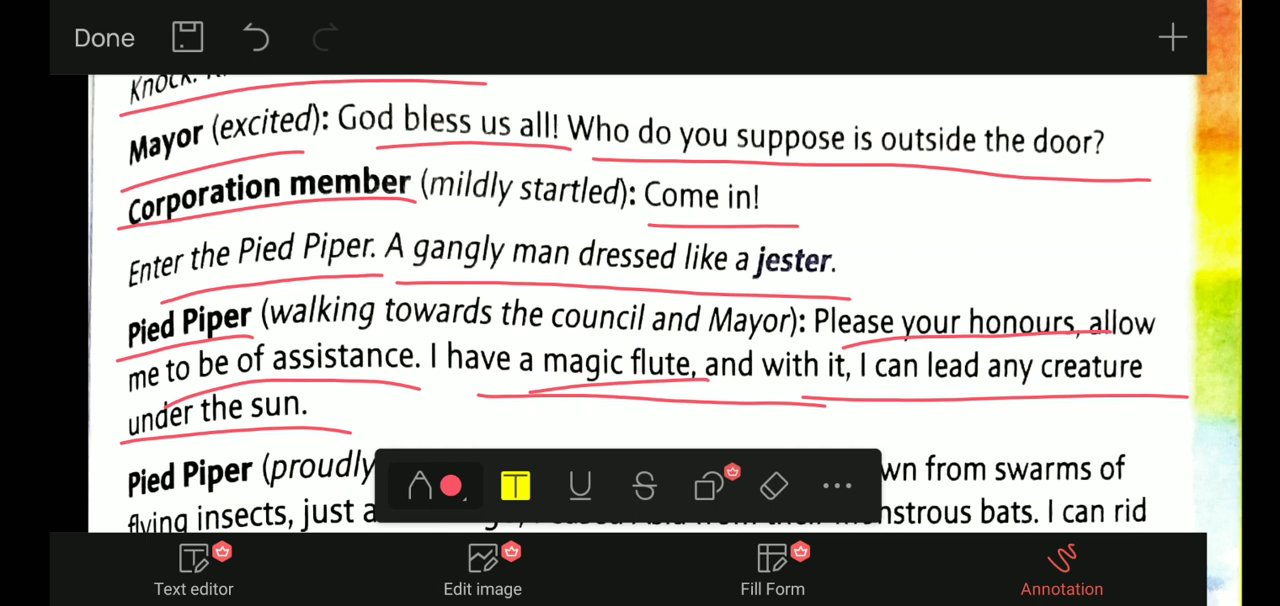 Done
Knock.
Mayor (excited): God bless us all! Who do you suppose is outside the door?
Corporation member (mildly startled): Come in!
Enter the Pied Piper. A gangly man dressed like a jester.
Pied Piper (walking towards the council and Mayor): Please your honours, allow
me to be of assistance. I have a magic flute, and with it, I can lead any creature
under the sun.
Pied Piper (proudly wn from swarms of
flying insects, just a monstrous bats. I can rid
T U S
Text editor Edit image Fill Form Annotation